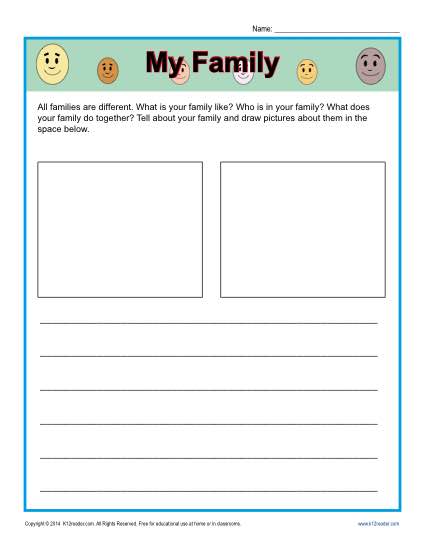 Name: ______________________________
My Family
All families are different. What is your family like? Who is in your family? What does
your family do together? Tell about your family and draw pictures about them in the
space below.
Copyright © 2014 K12reader.com. All Rights Reserved. Free for educational use at home or in classrooms.
www.k12reader.com